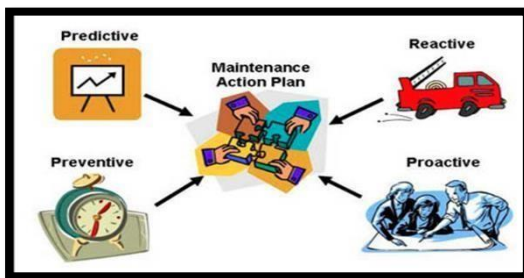 Predictive
Reactive
Maintenance
Action Plan
Preventive
Proactive